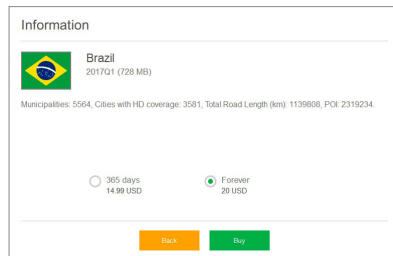 Information
Brazil
2017Q1 (728 MB)
Municipalities: 5564, Cities with HD coverage: 3581, Total Road Length (km): 1139808, POI: 2319234.
365 days
14.99 USD
Forever
20 USD
Back
Buy